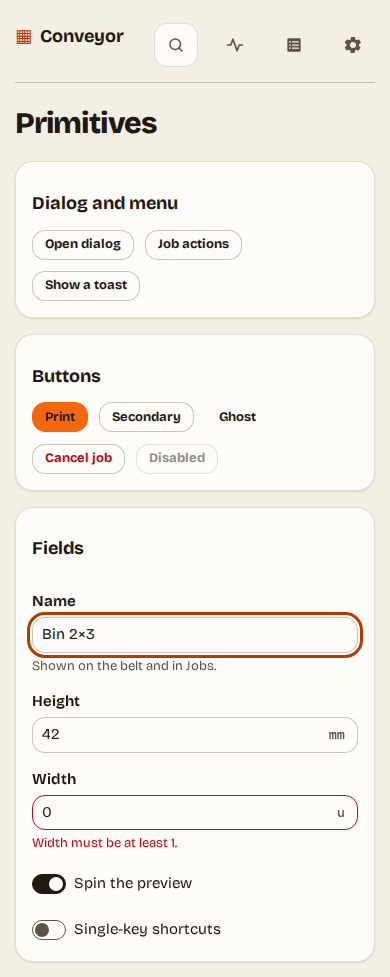 Conveyor
Primitives
Dialog and menu
Open dialog Job actions
Show a toast
Buttons
Print Secondary Ghost
Cancel job Disabled
Fields
Name
Bin 2×3
Shown on the belt and in Jobs.
Height
42 mm
Width
0 u
Width must be at least 1.
Spin the preview
Single-key shortcuts